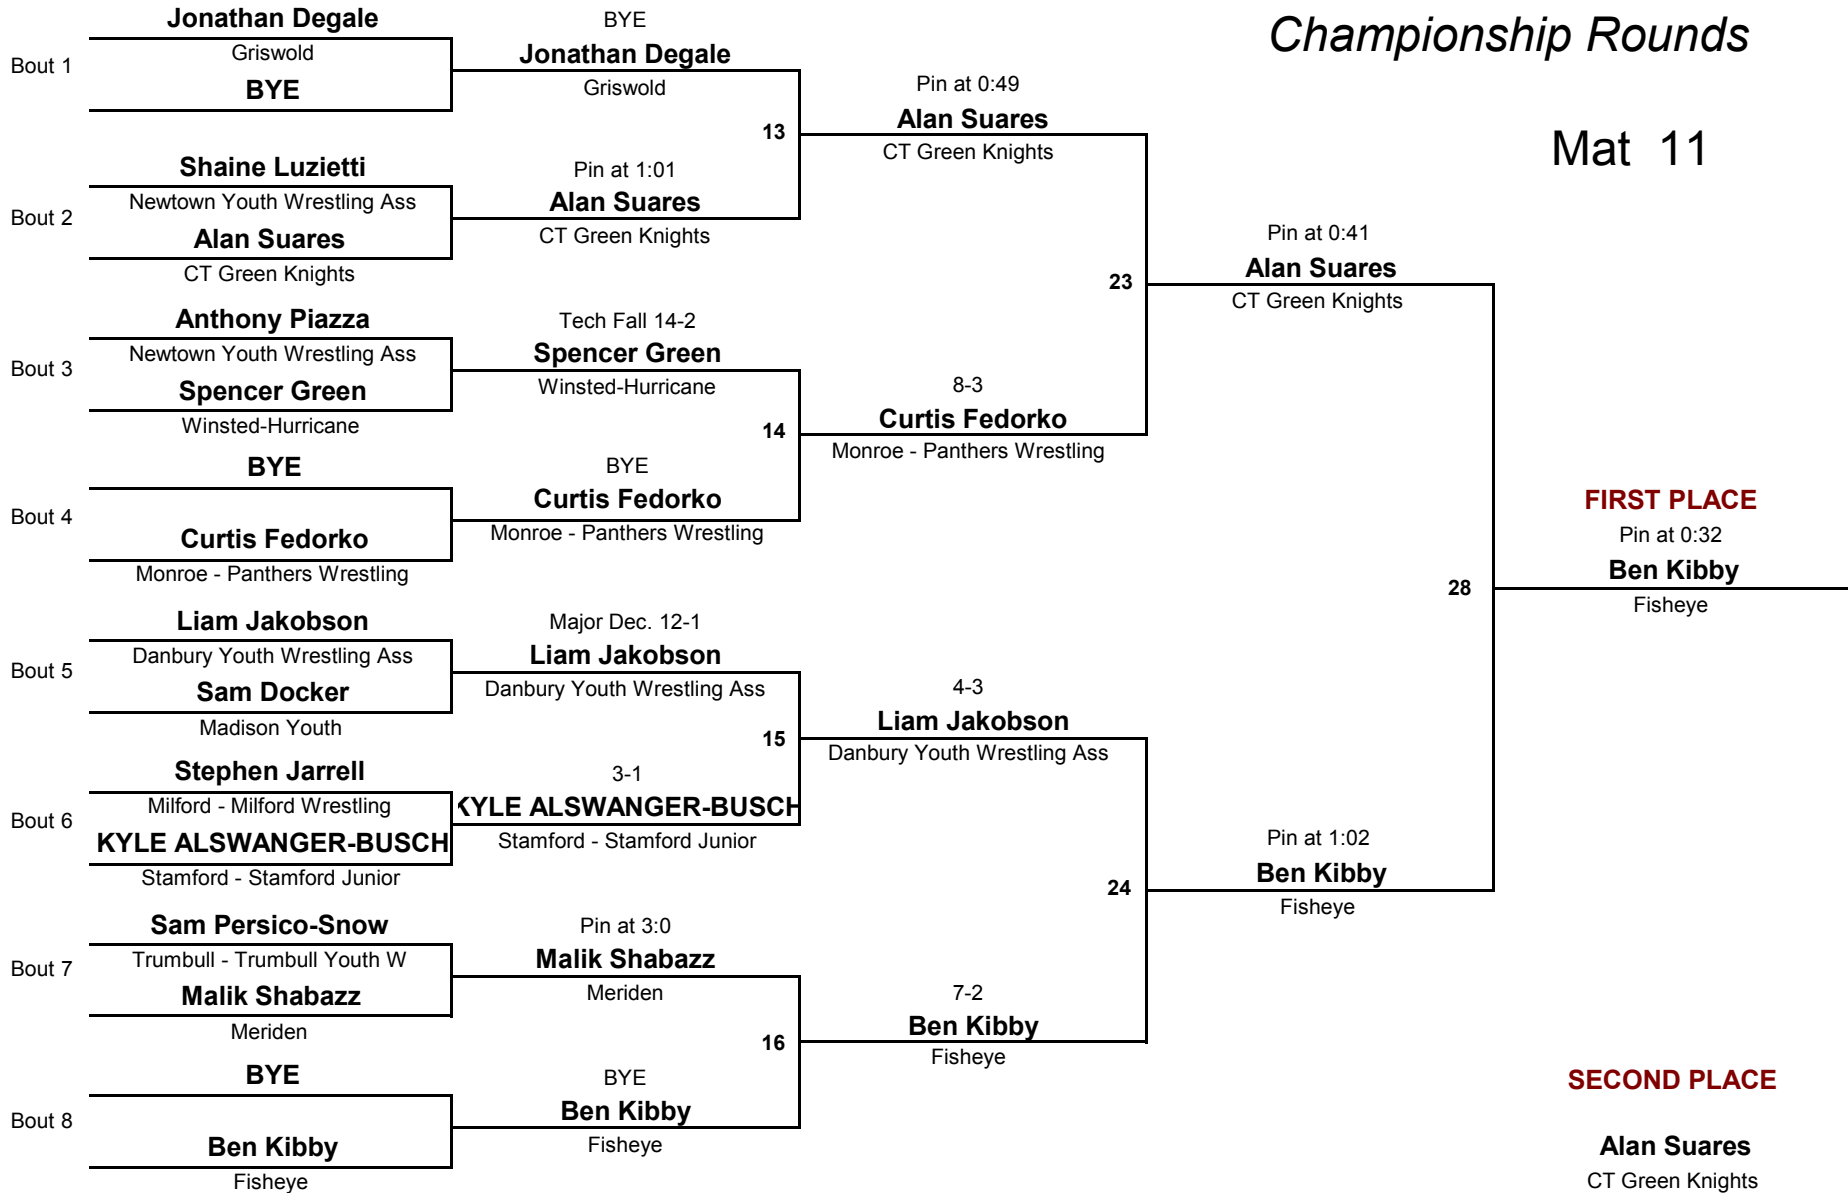 Championship Rounds
Mat 11
Bout 1
Jonathan Degale
Griswold
BYE
Bout 2
Shaine Luzietti
Newtown Youth Wrestling Ass
Alan Suares
CT Green Knights
Bout 3
Anthony Piazza
Newtown Youth Wrestling Ass
Spencer Green
Winsted-Hurricane
Bout 4
BYE
Curtis Fedorko
Monroe - Panthers Wrestling
Bout 5
Liam Jakobson
Danbury Youth Wrestling Ass
Sam Docker
Madison Youth
Bout 6
Stephen Jarrell
Milford - Milford Wrestling
KYLE ALSWANGER-BUSCH
Stamford - Stamford Junior
Bout 7
Sam Persico-Snow
Trumbull - Trumbull Youth W
Malik Shabazz
Meriden
Bout 8
BYE
Ben Kibby
Fisheye
BYE
Jonathan Degale
Griswold
13
Pin at 1:01
Alan Suares
CT Green Knights
Tech Fall 14-2
Spencer Green
Winsted-Hurricane
14
BYE
Curtis Fedorko
Monroe - Panthers Wrestling
Major Dec. 12-1
Liam Jakobson
Danbury Youth Wrestling Ass
15
3-1
KYLE ALSWANGER-BUSCH
Stamford - Stamford Junior
Pin at 3:0
Malik Shabazz
Meriden
16
BYE
Ben Kibby
Fisheye
Pin at 0:49
Alan Suares
CT Green Knights
23
8-3
Curtis Fedorko
Monroe - Panthers Wrestling
4-3
Liam Jakobson
Danbury Youth Wrestling Ass
24
7-2
Ben Kibby
Fisheye
Pin at 0:41
Alan Suares
CT Green Knights
28
Pin at 1:02
Ben Kibby
Fisheye
FIRST PLACE
Pin at 0:32
Ben Kibby
Fisheye
SECOND PLACE
Alan Suares
CT Green Knights